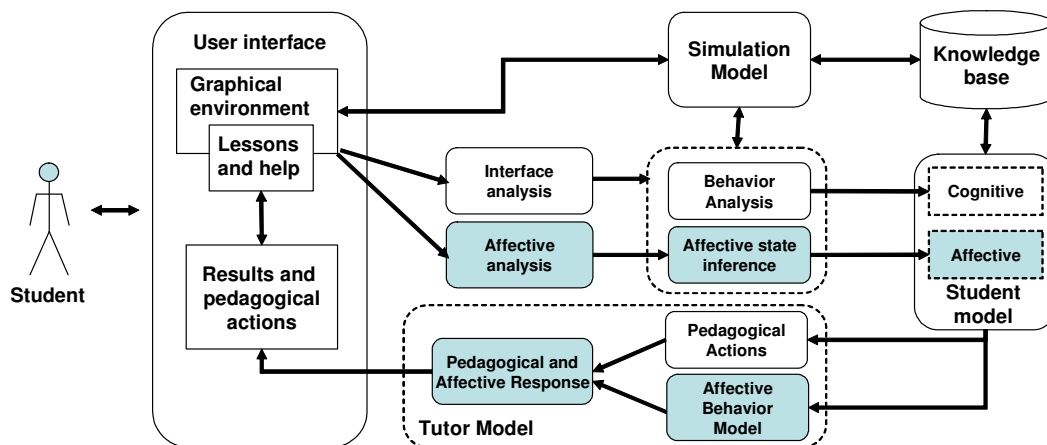 User interface
Graphical
environment
Lessons
and help
Results and
pedagogical
actions
Student
Simulation
Model
Knowledge
base
Interface
analysis
Behavior
Analysis
Cognitive
Affective
analysis
Affective state
inference
Affective
Student
model
Pedagogical
Actions
Pedagogical and
Affective Response
Affective
Behavior
Model
Tutor Model